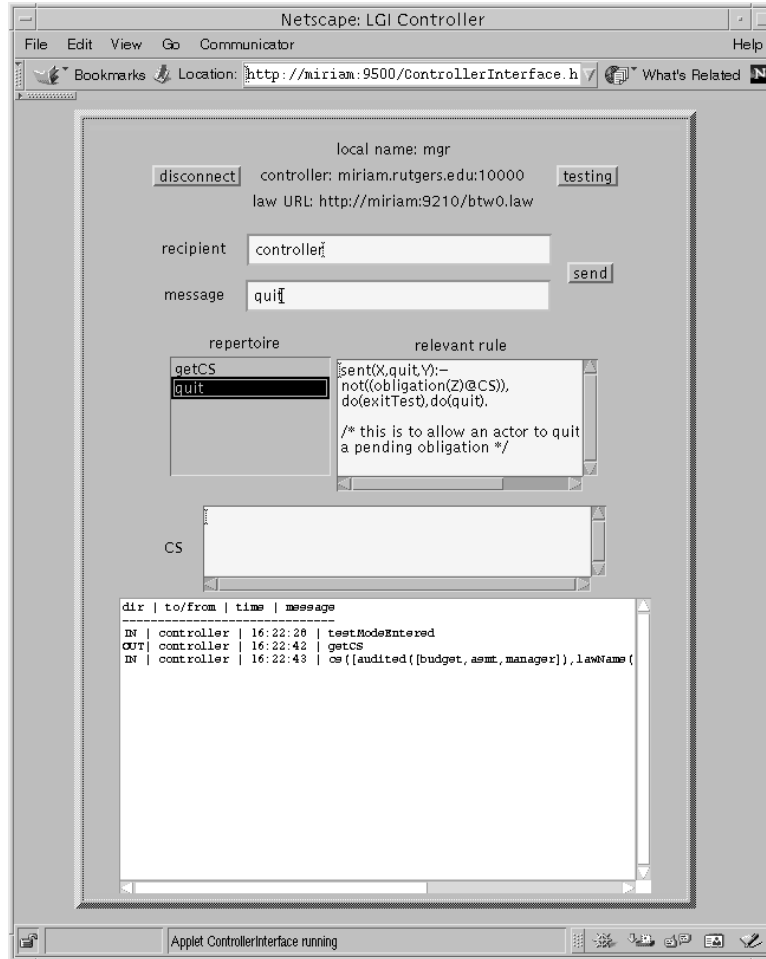 Netscape: LGI Controller
File Edit View Go Communicator Help
Bookmarks Location: http://miriam:9500/ControllerInterface.h What's Related N
local name: mgr
disconnect controller: miriam.rutgers.edu:10000 testing
law URL: http://miriam:9210/btw0.law
recipient controller
send
message quit
repertoire relevant rule
getCS
quit
sent(X,quit,Y):–
not((obligation(Z)@CS)),
do(exitTest),do(quit).
/* this is to allow an actor to quit
a pending obligation */
CS
dir | to/from | time | message
--------------------------------
IN | controller | 16:22:28 | testModeEntered
OUT| controller | 16:22:42 | getCS
IN | controller | 16:22:43 | cs([audited([budget,asmt,manager]),lawName(
Applet ControllerInterface running